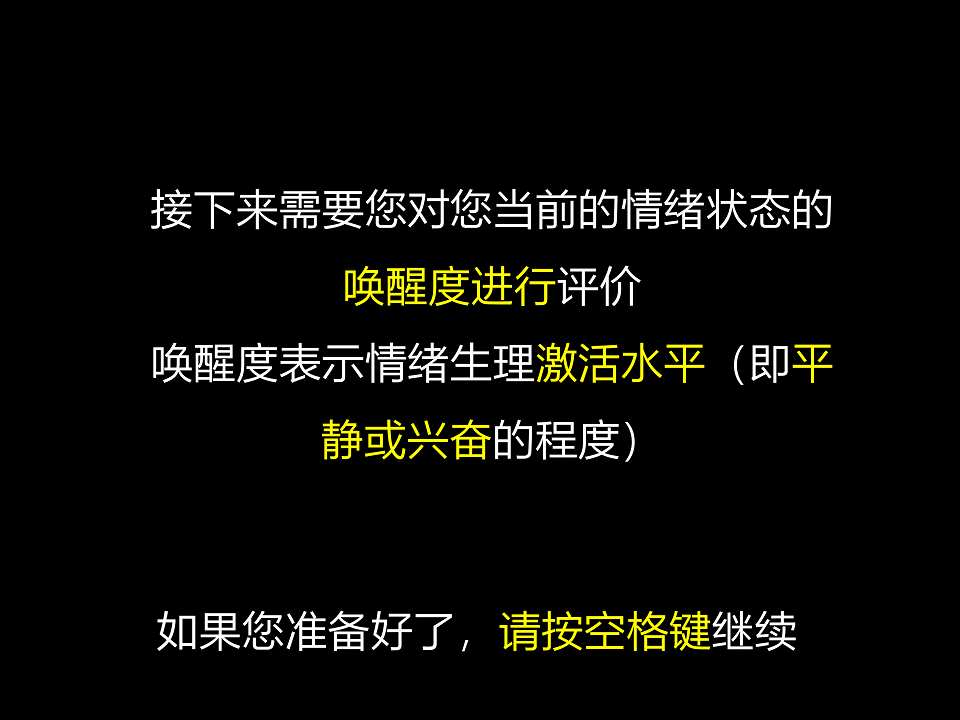 接下来需要您对您当前的情绪状态的
唤醒度进行评价
唤醒度表示情绪生理激活水平（即平
静或兴奋的程度）
如果您准备好了，请按空格键继续